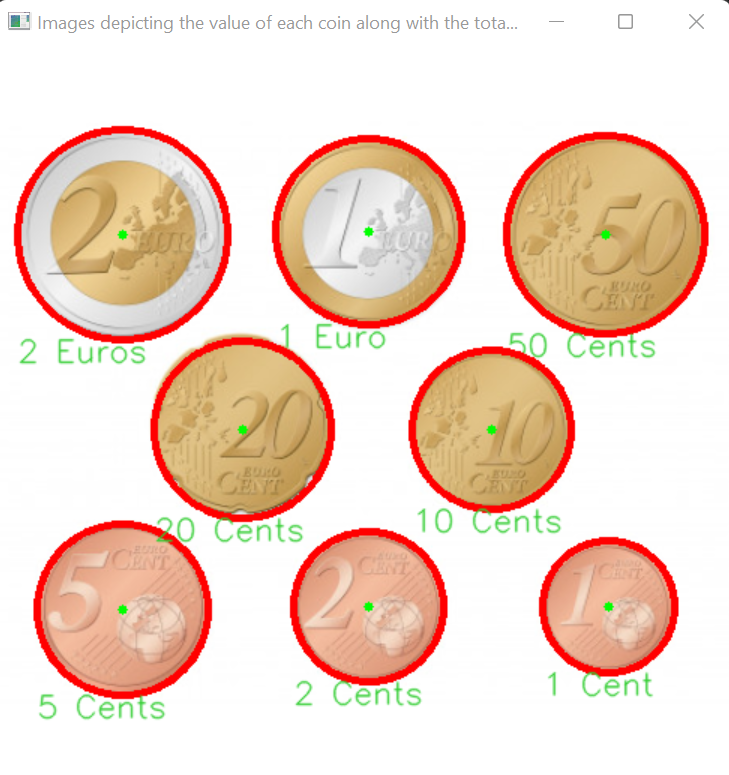 Images depicting the value of each coin along with the tota...
2 EURO
1 EURO
50 EURO CENT
2 Euros
1 Euro
50 Cents
20 EURO CENT
10 EURO CENT
20 Cents
10 Cents
5 EURO CENT
2 EURO CENT
1 EURO CENT
5 Cents
2 Cents
1 Cent